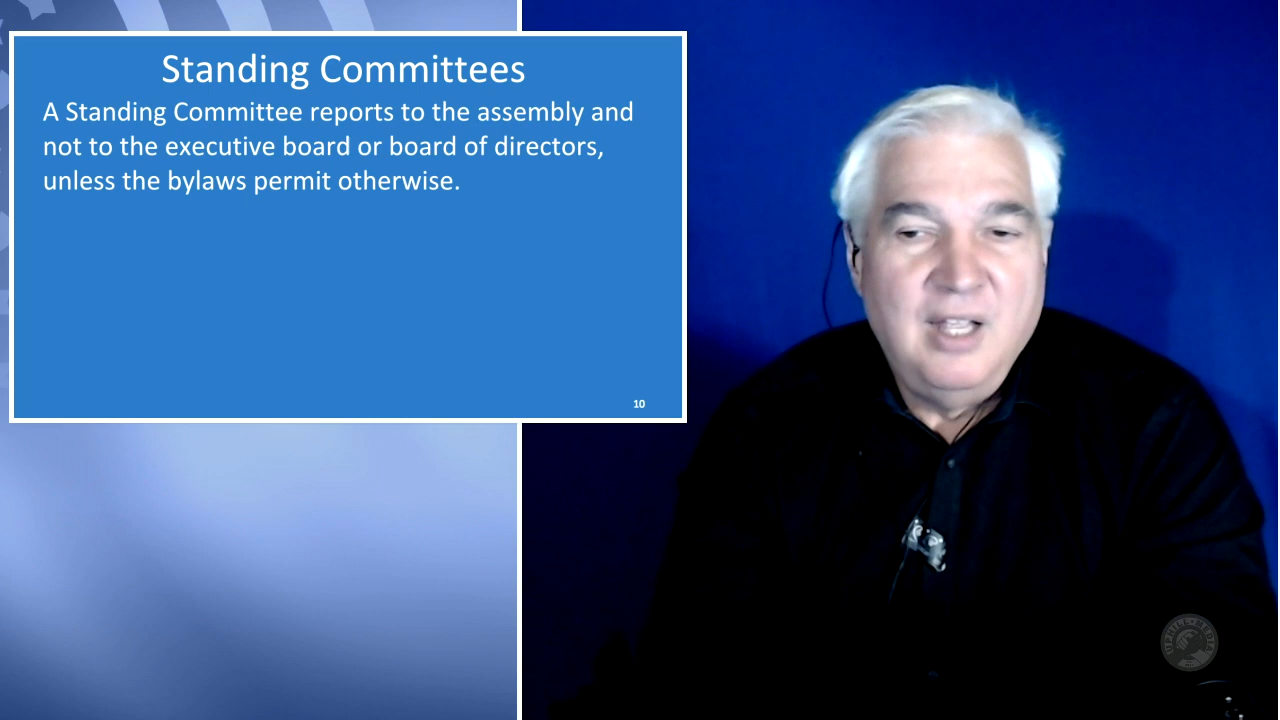 Standing Committees
A Standing Committee reports to the assembly and
not to the executive board or board of directors,
unless the bylaws permit otherwise.
10